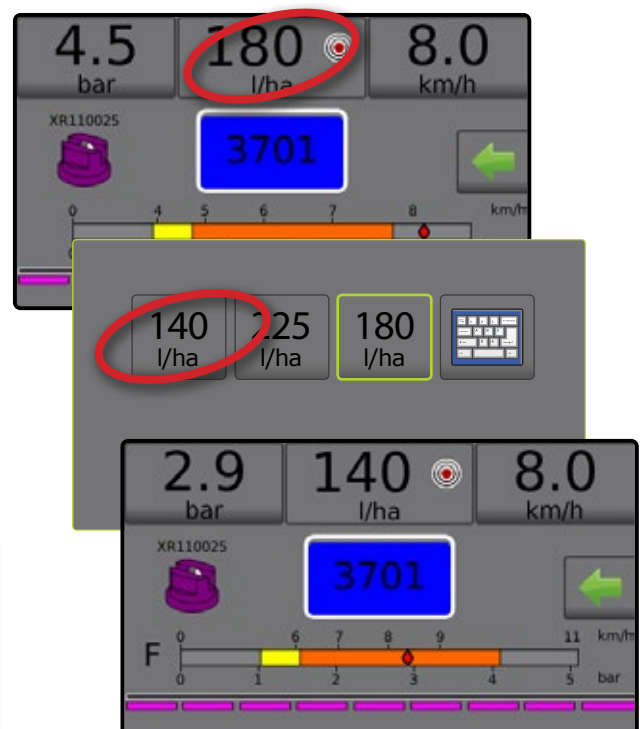 4.5 180 8.0
bar l/ha km/h
XR110025
3701
0 4 5 6 7 8 km/h
140 225 180
l/ha l/ha l/ha
2.9 140 8.0
bar l/ha km/h
XR110025
3701
0 6 7 8 9 11 km/h
F
0 1 2 3 4 5 bar